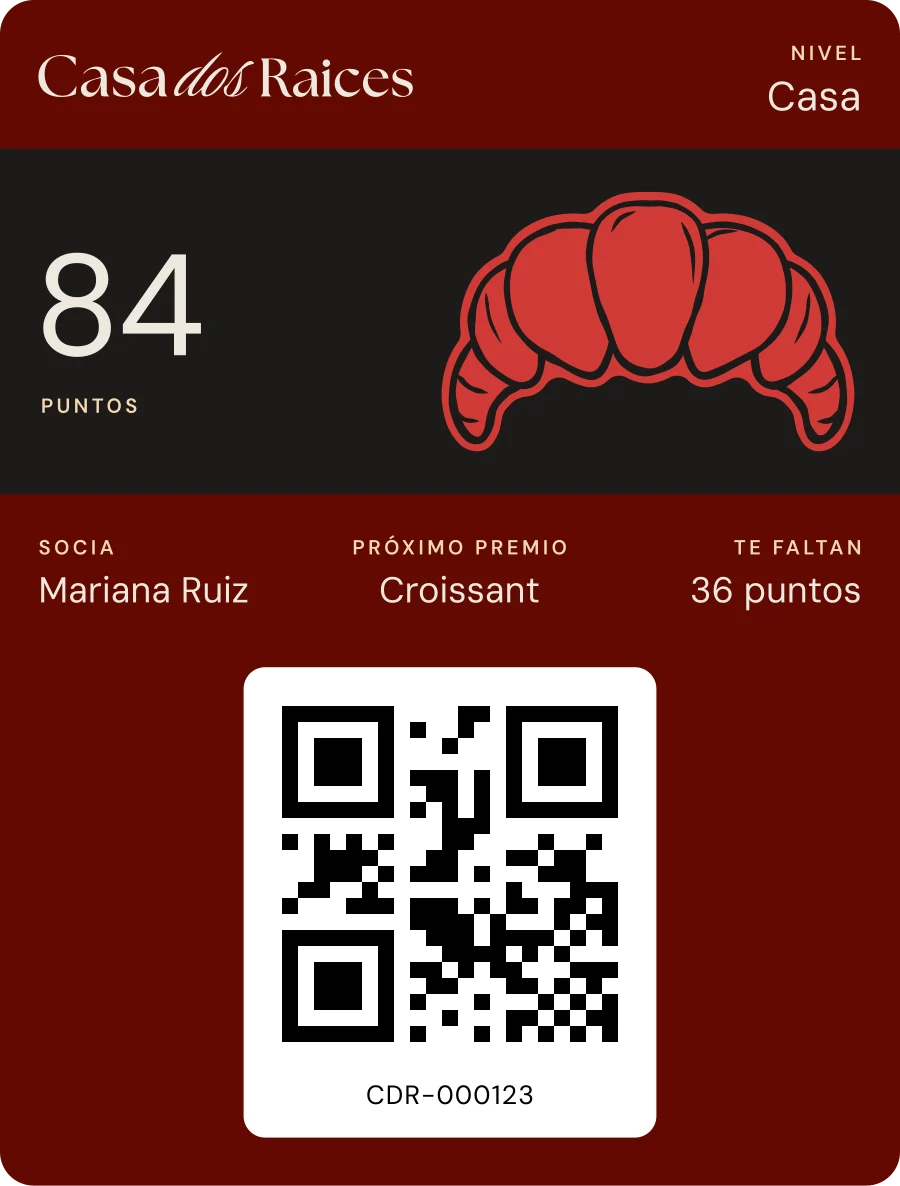 Casa dos Raices
NIVEL
Casa
84
PUNTOS
SOCIA
Mariana Ruiz
PRÓXIMO PREMIO
Croissant
TE FALTAN
36 puntos
CDR-000123